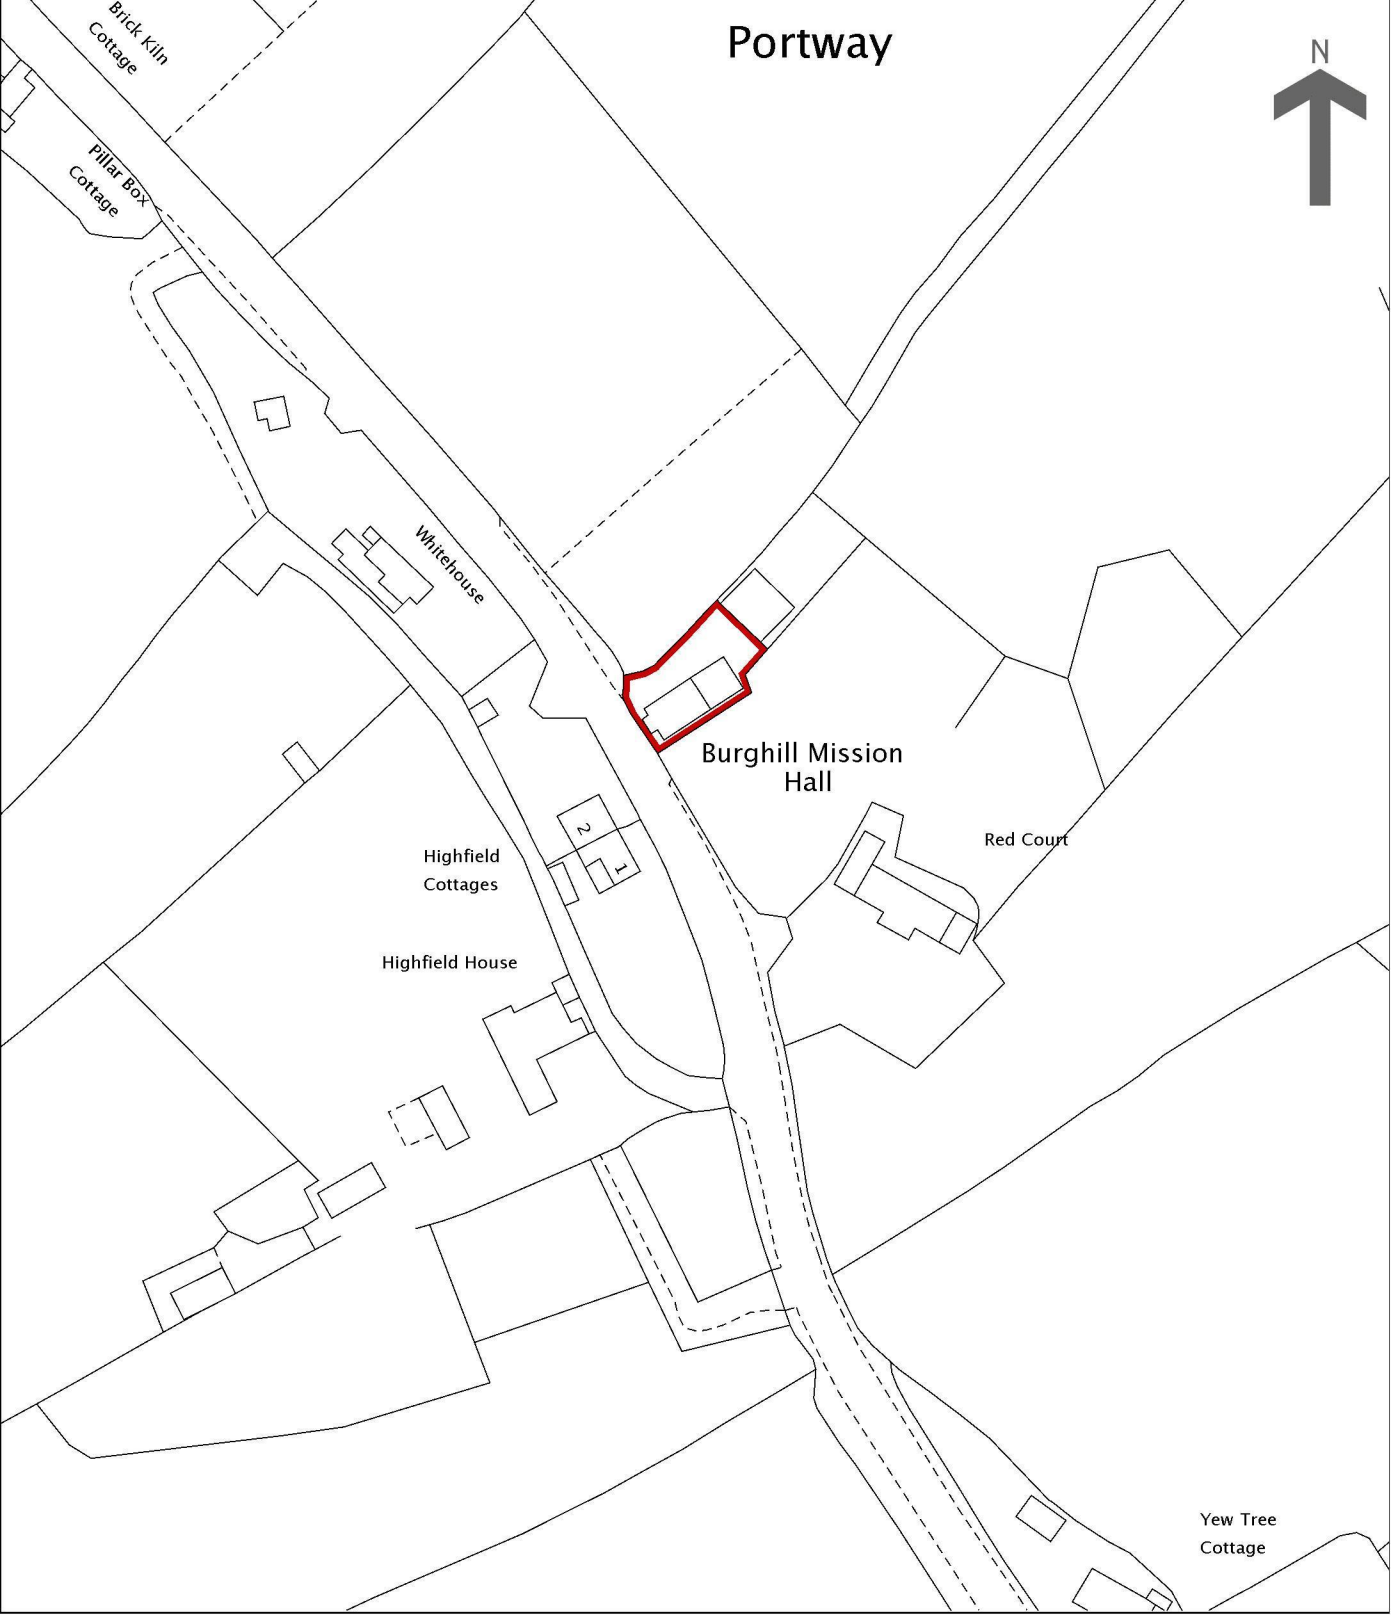 Brick Kiln
Cottage
Portway
N
Pillar Box
Cottage
Whitehouse
Burghill Mission
Hall
2
1
Red Court
Highfield
Cottages
Highfield House
Yew Tree
Cottage